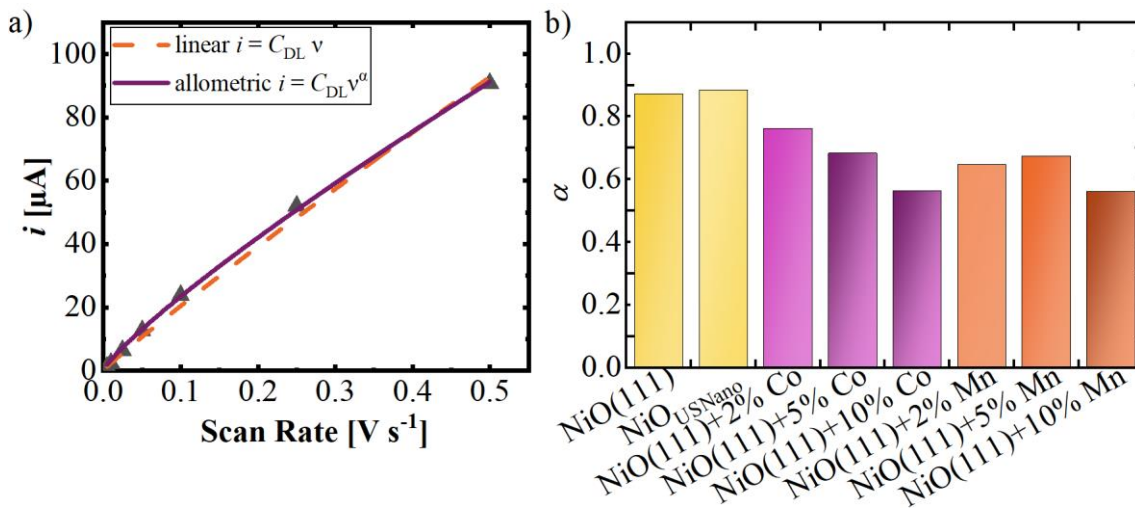 a)
100
80
60
40
20
0
i [µA]
linear i = C_DL ν
allometric i = C_DLν^α
0.0
0.1
0.2
0.3
0.4
0.5
Scan Rate [V s⁻¹]
b)
1.0
0.8
0.6
0.4
0.2
0.0
α
NiO(111)
NiO_USNano
NiO(111)+2% Co
NiO(111)+5% Co
NiO(111)+10% Co
NiO(111)+2% Mn
NiO(111)+5% Mn
NiO(111)+10% Mn